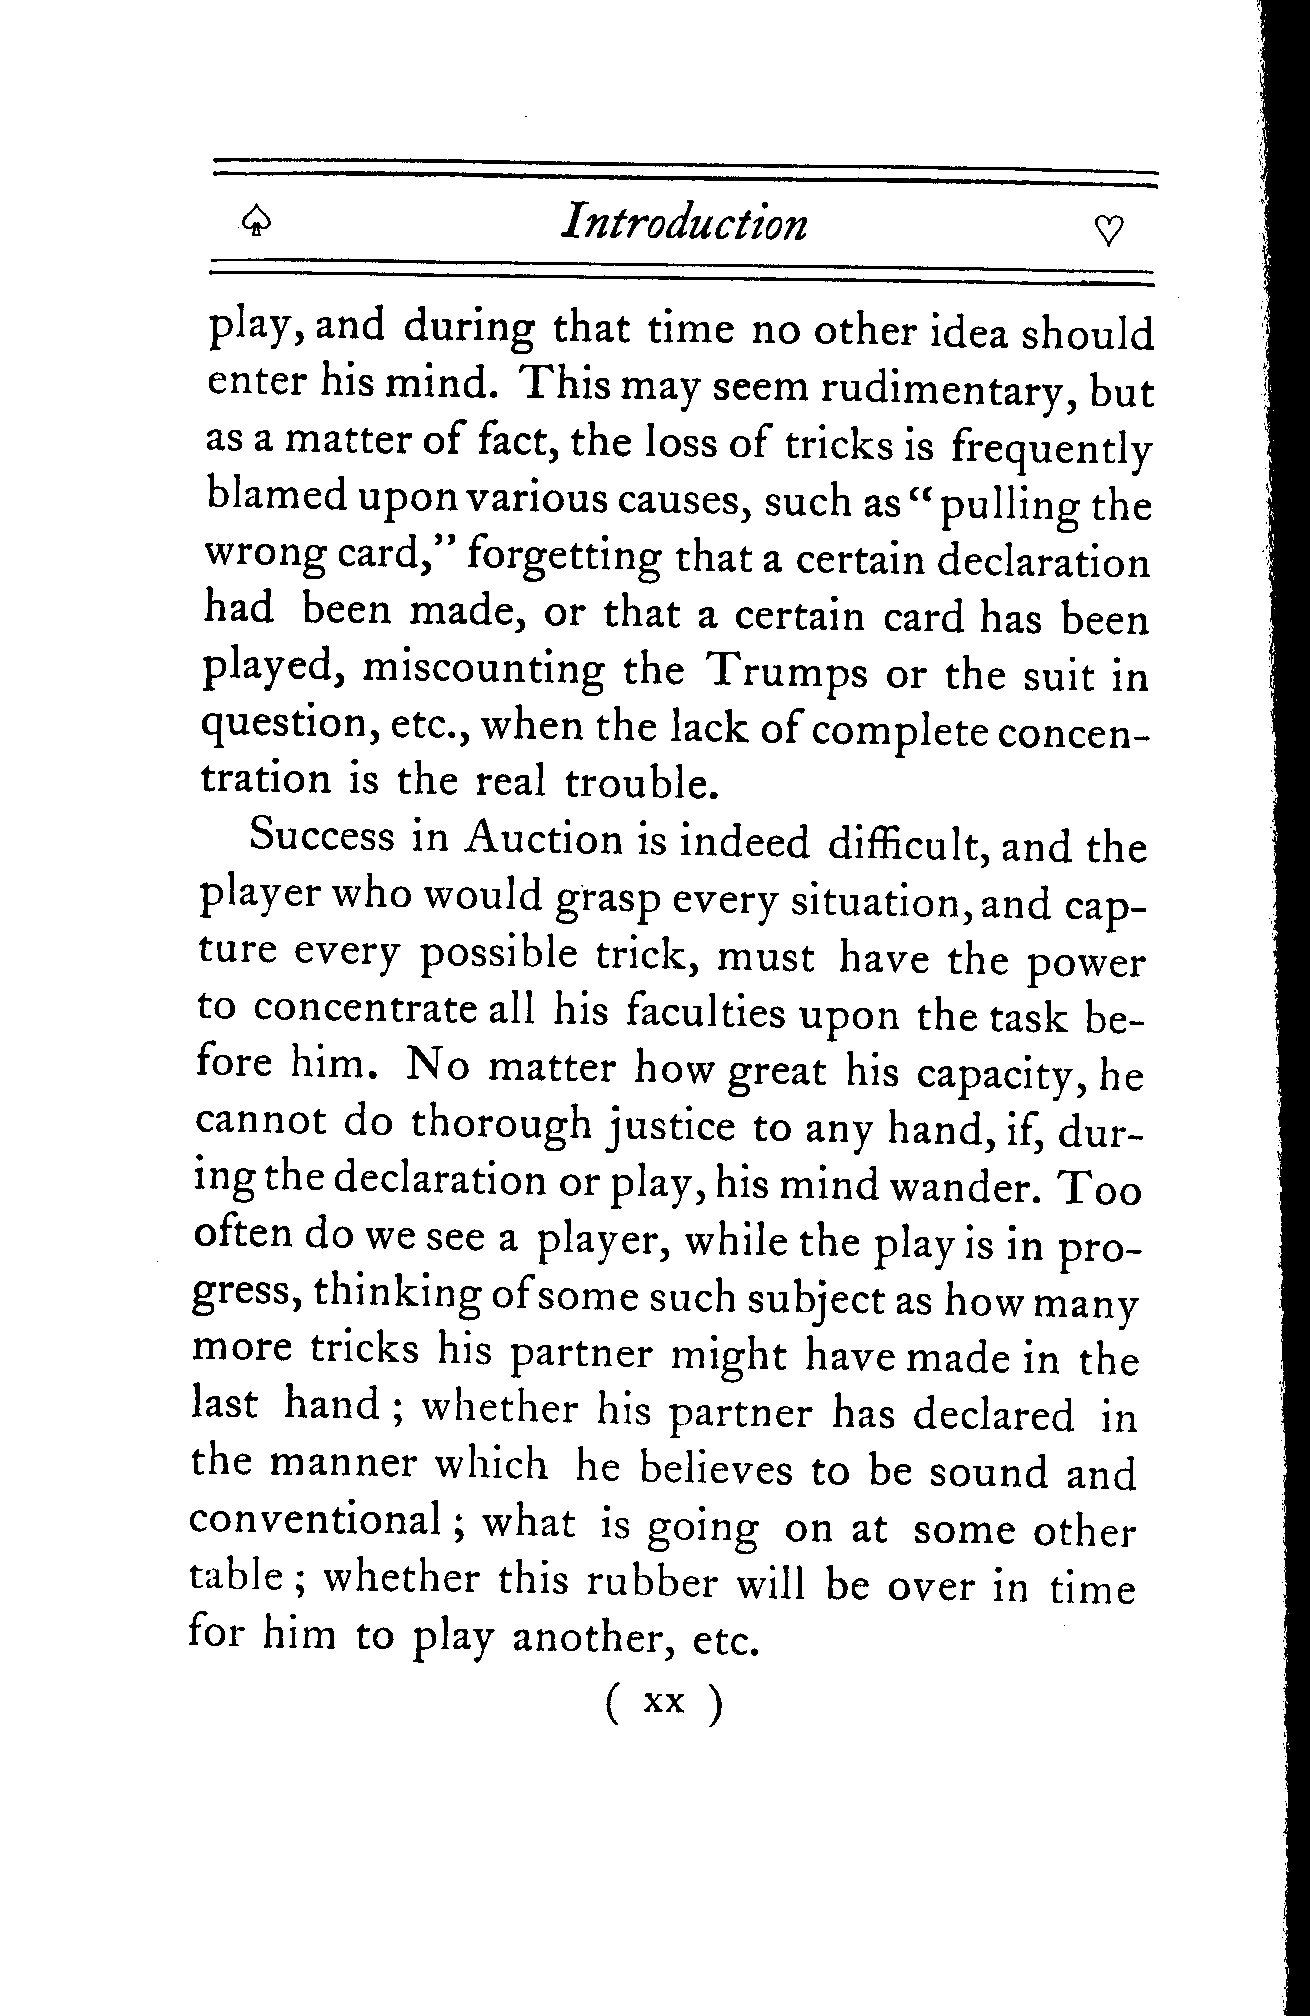 ♤ Introduction ♡
play, and during that time no other idea should
enter his mind. This may seem rudimentary, but
as a matter of fact, the loss of tricks is frequently
blamed upon various causes, such as “pulling the
wrong card,” forgetting that a certain declaration
had been made, or that a certain card has been
played, miscounting the Trumps or the suit in
question, etc., when the lack of complete concen-
tration is the real trouble.
Success in Auction is indeed difficult, and the
player who would grasp every situation, and cap-
ture every possible trick, must have the power
to concentrate all his faculties upon the task be-
fore him. No matter how great his capacity, he
cannot do thorough justice to any hand, if, dur-
ing the declaration or play, his mind wander. Too
often do we see a player, while the play is in pro-
gress, thinking of some such subject as how many
more tricks his partner might have made in the
last hand ; whether his partner has declared in
the manner which he believes to be sound and
conventional ; what is going on at some other
table ; whether this rubber will be over in time
for him to play another, etc.
( xx )